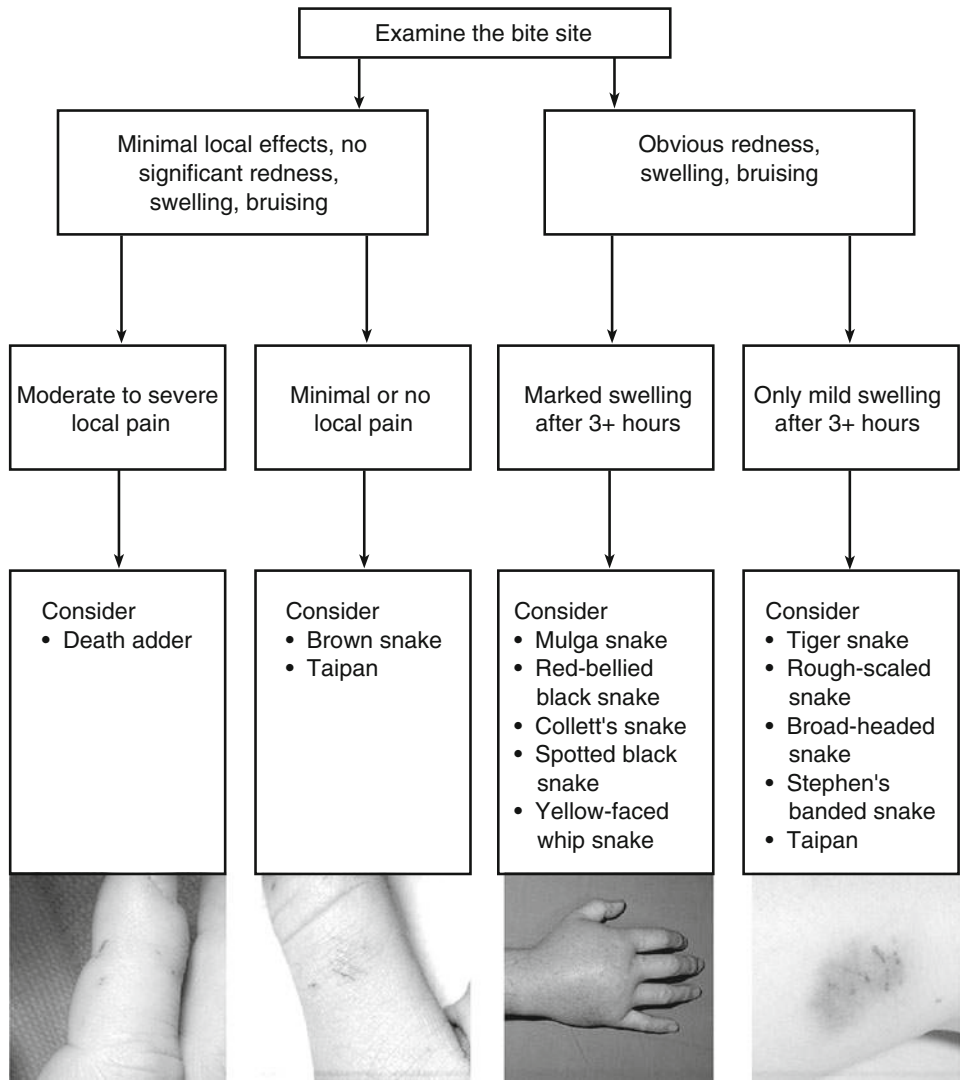 Examine the bite site
Minimal local effects, no
significant redness,
swelling, bruising
Obvious redness,
swelling, bruising
Moderate to severe
local pain
Minimal or no
local pain
Marked swelling
after 3+ hours
Only mild swelling
after 3+ hours
Consider
• Death adder
Consider
• Brown snake
• Taipan
Consider
• Mulga snake
• Red-bellied
black snake
• Collett's snake
• Spotted black
snake
• Yellow-faced
whip snake
Consider
• Tiger snake
• Rough-scaled
snake
• Broad-headed
snake
• Stephen's
banded snake
• Taipan